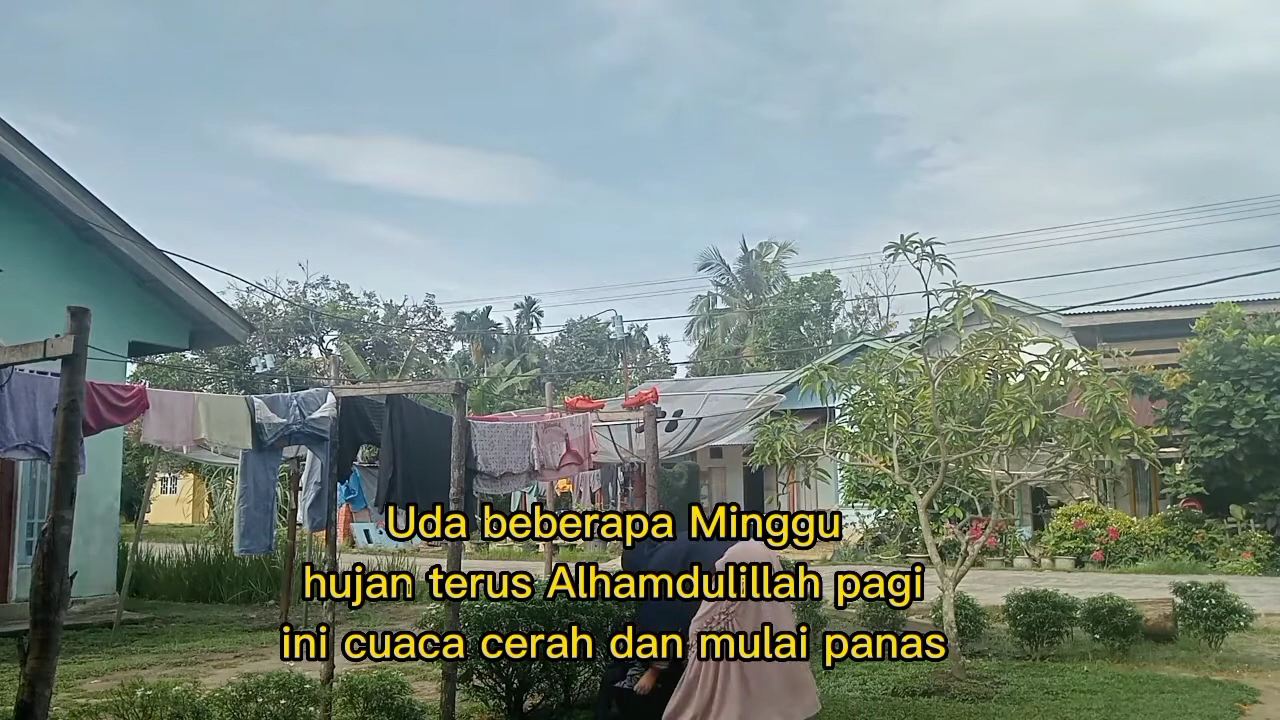 Uda beberapa Minggu
hujan terus Alhamdulillah pagi
ini cuaca cerah dan mulai panas